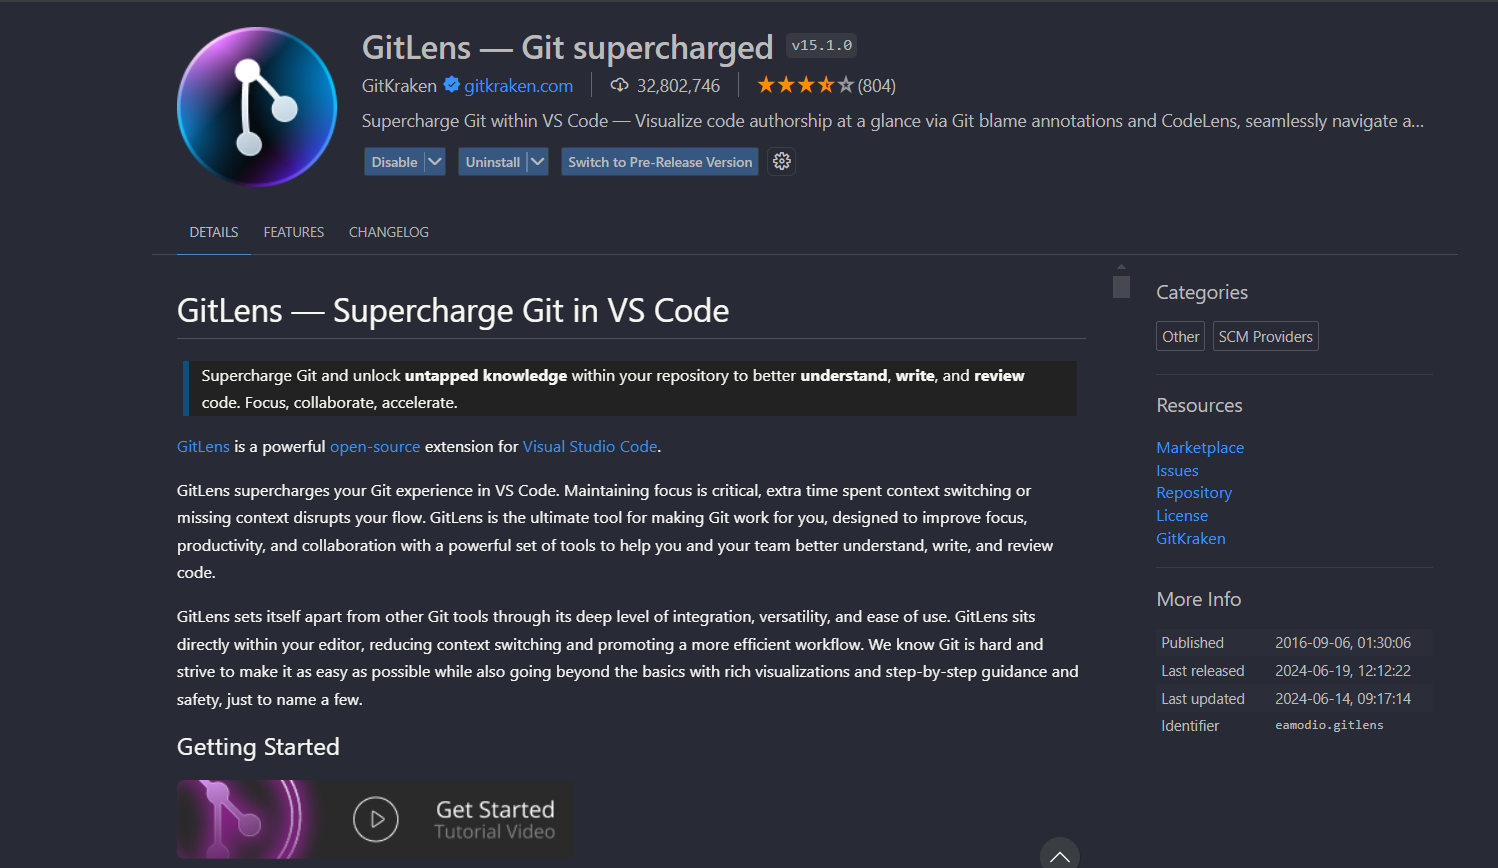 GitLens — Git supercharged v15.1.0
GitKraken gitkraken.com 32,802,746 (804)
Supercharge Git within VS Code — Visualize code authorship at a glance via Git blame annotations and CodeLens, seamlessly navigate a...
Disable Uninstall Switch to Pre-Release Version
DETAILS FEATURES CHANGELOG
GitLens — Supercharge Git in VS Code
Supercharge Git and unlock untapped knowledge within your repository to better understand, write, and review
code. Focus, collaborate, accelerate.
GitLens is a powerful open-source extension for Visual Studio Code.
GitLens supercharges your Git experience in VS Code. Maintaining focus is critical, extra time spent context switching or
missing context disrupts your flow. GitLens is the ultimate tool for making Git work for you, designed to improve focus,
productivity, and collaboration with a powerful set of tools to help you and your team better understand, write, and review
code.
GitLens sets itself apart from other Git tools through its deep level of integration, versatility, and ease of use. GitLens sits
directly within your editor, reducing context switching and promoting a more efficient workflow. We know Git is hard and
strive to make it as easy as possible while also going beyond the basics with rich visualizations and step-by-step guidance and
safety, just to name a few.
Getting Started
Get Started
Tutorial Video
Categories
Other SCM Providers
Resources
Marketplace
Issues
Repository
License
GitKraken
More Info
Published 2016-09-06, 01:30:06
Last released 2024-06-19, 12:12:22
Last updated 2024-06-14, 09:17:14
Identifier eamodio.gitlens